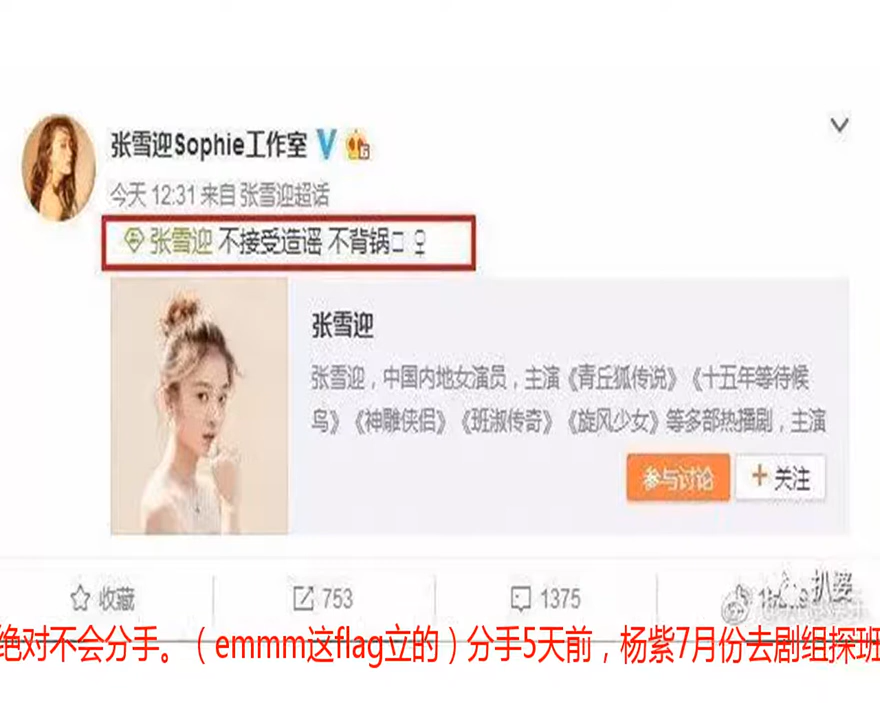 张雪迎Sophie工作室
今天 12:31 来自 张雪迎超话
张雪迎 不接受造谣 不背锅□ ♀
张雪迎
张雪迎，中国内地女演员，主演《青丘狐传说》《十五年等待候
鸟》《神雕侠侣》《班淑传奇》《旋风少女》等多部热播剧，主演
参与讨论
+ 关注
收藏
753
1375
扒婆
绝对不会分手。（emmm这flag立的）分手5天前，杨紫7月份去剧组探班